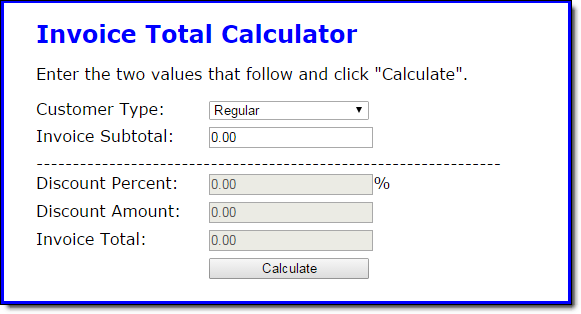 Invoice Total Calculator
Enter the two values that follow and click "Calculate".
Customer Type: Regular
Invoice Subtotal: 0.00
----------------------------------------------------------------
Discount Percent: 0.00 %
Discount Amount: 0.00
Invoice Total: 0.00
Calculate